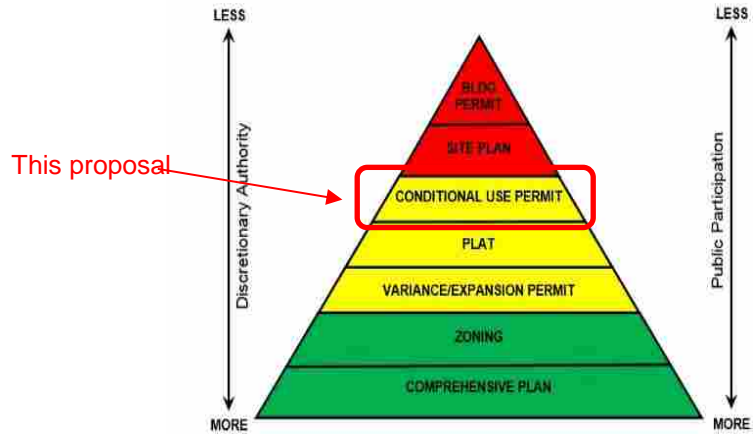 LESS
LESS
BLDG
PERMIT
SITE PLAN
This proposal
CONDITIONAL USE PERMIT
PLAT
VARIANCE/EXPANSION PERMIT
ZONING
COMPREHENSIVE PLAN
Discretionary Authority
Public Participation
MORE
MORE